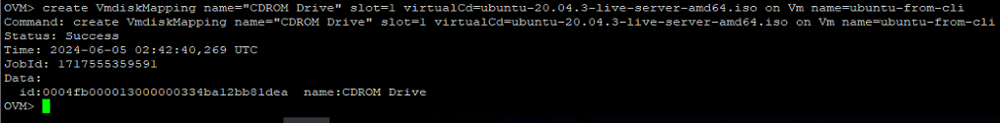 OVM> create VmdiskMapping name="CDROM Drive" slot=1 virtualCd=ubuntu-20.04.3-live-server-amd64.iso on Vm name=ubuntu-from-cli
Command: create VmdiskMapping name="CDROM Drive" slot=1 virtualCd=ubuntu-20.04.3-live-server-amd64.iso on Vm name=ubuntu-from-cli
Status: Success
Time: 2024-06-05 02:42:40,269 UTC
JobId: 1717555359591
Data:
  id:0004fb000013000000334ba12bb81dea  name:CDROM Drive
OVM>